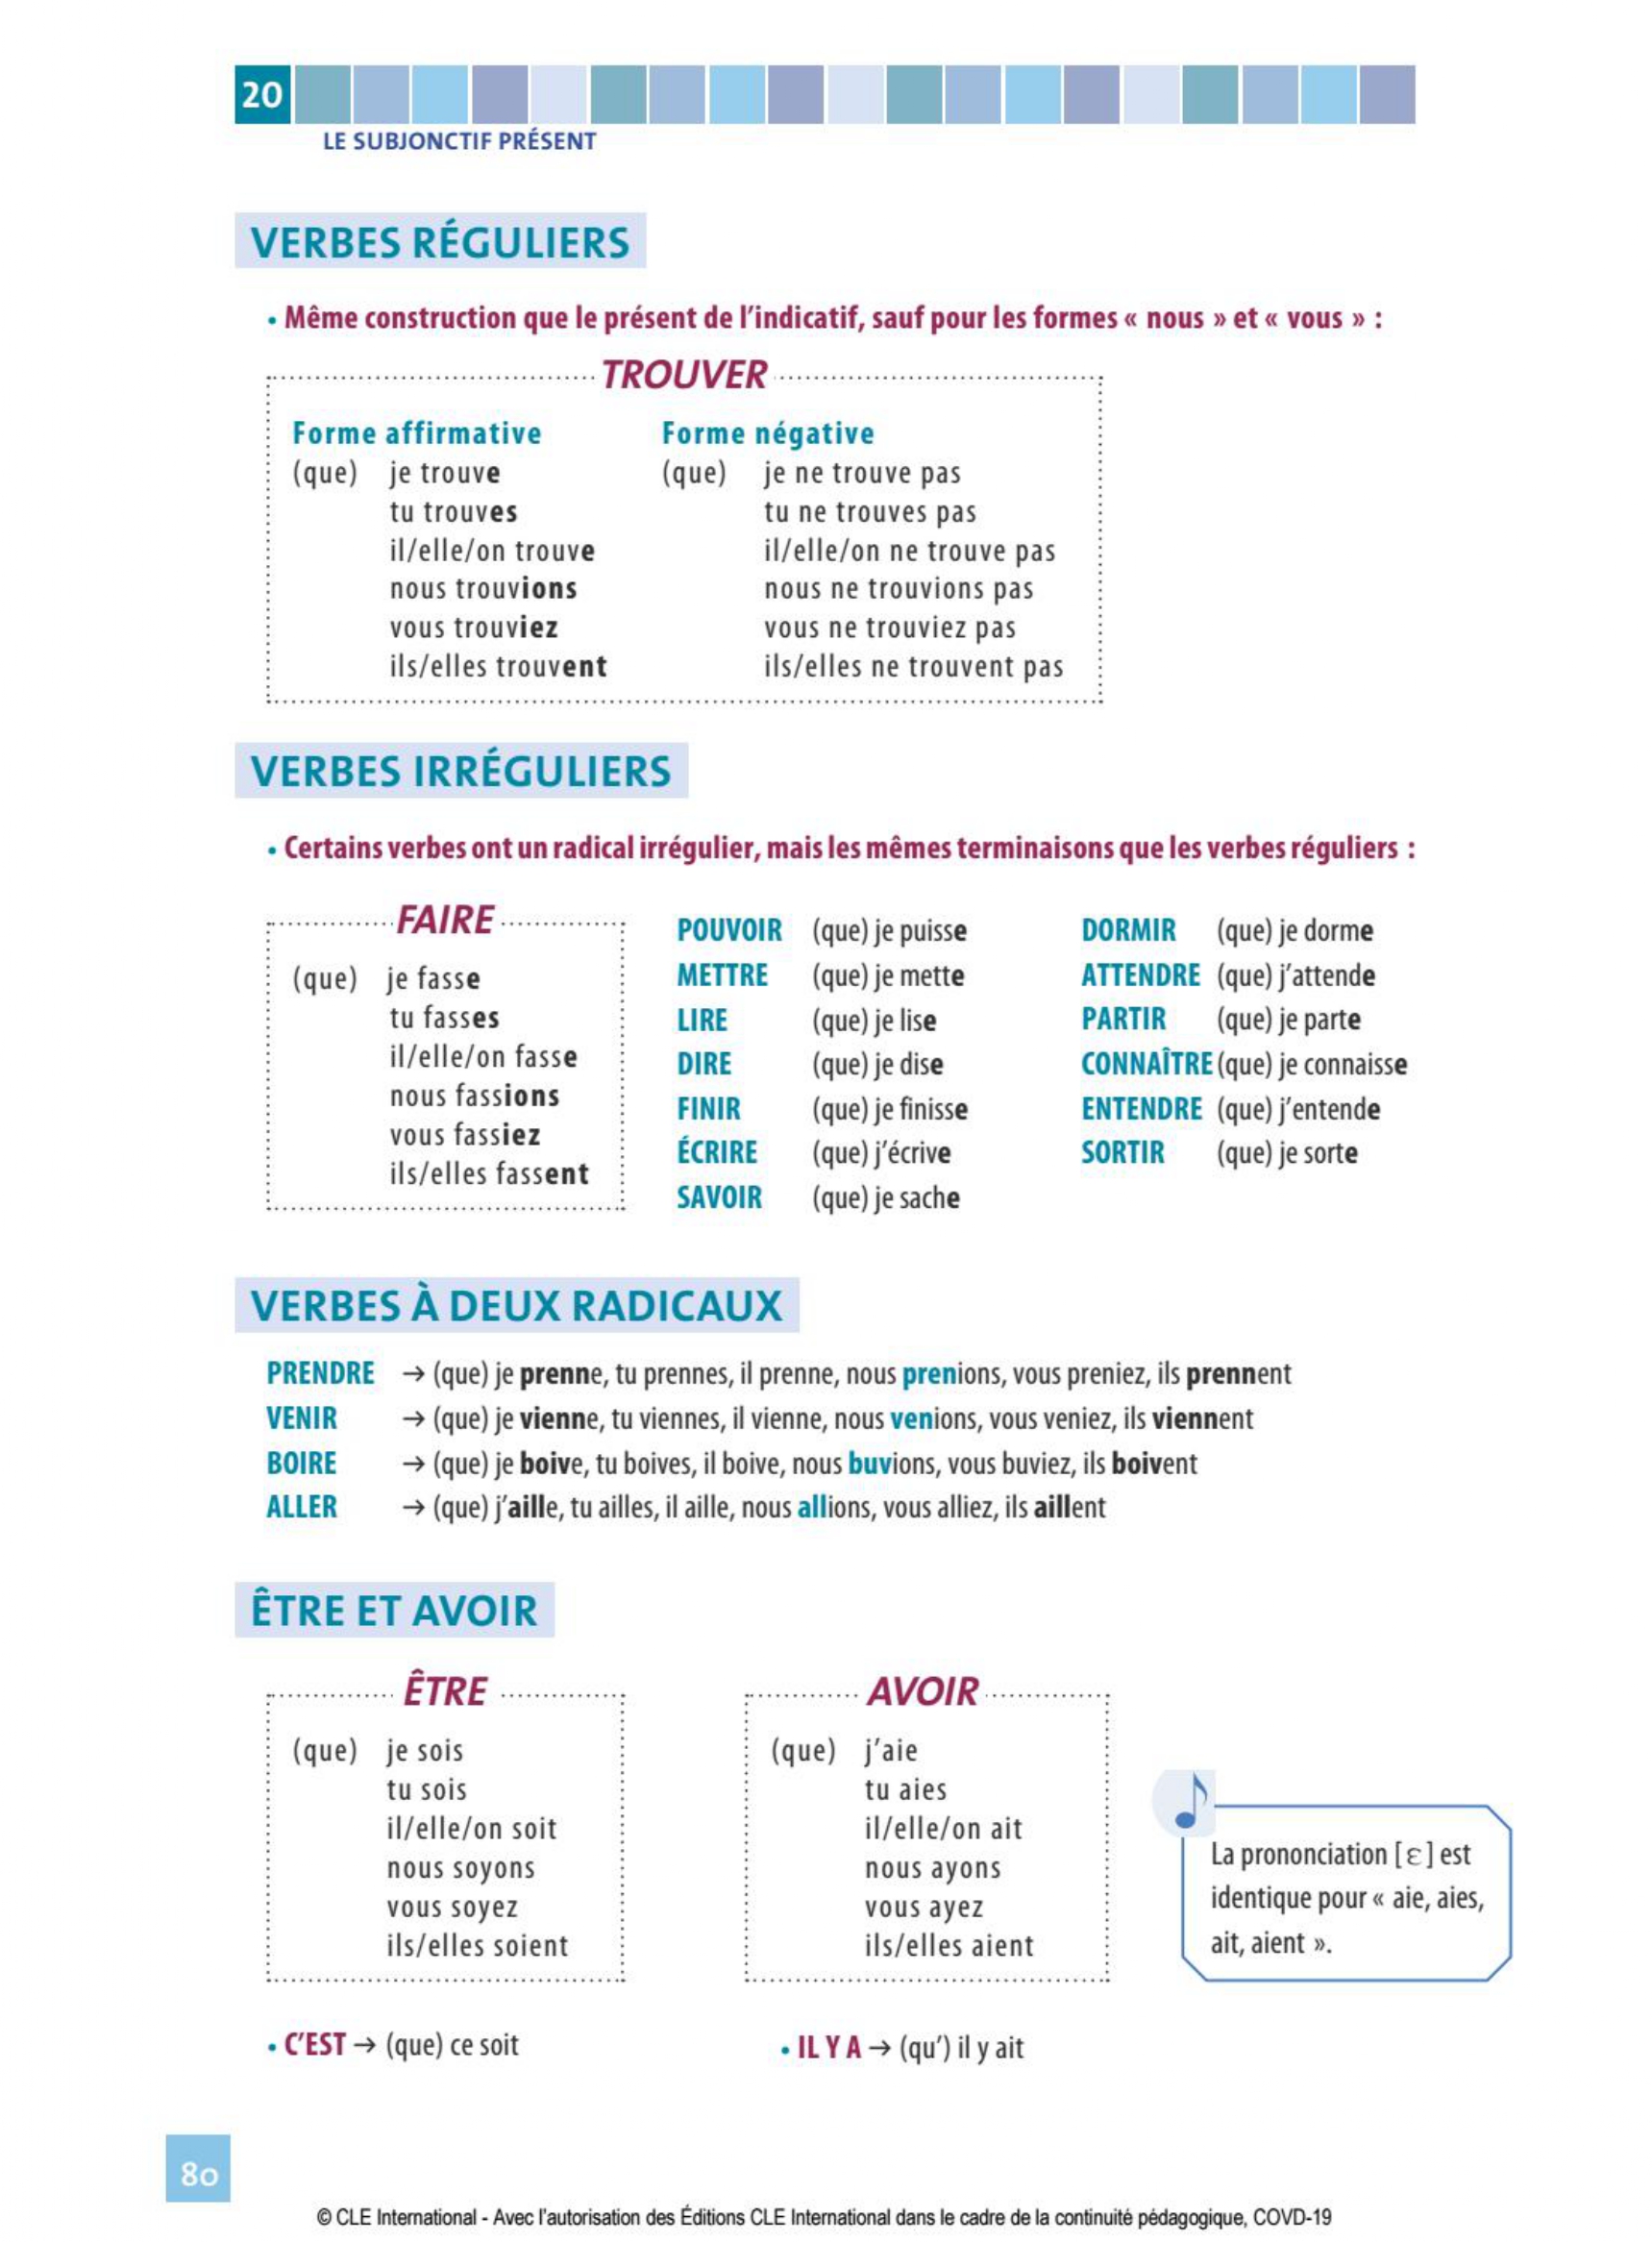 20
LE SUBJONCTIF PRÉSENT
VERBES RÉGULIERS
• Même construction que le présent de l'indicatif, sauf pour les formes « nous » et « vous » :
TROUVER
Forme affirmative
(que) je trouve
tu trouves
il/elle/on trouve
nous trouvions
vous trouviez
ils/elles trouvent
Forme négative
(que) je ne trouve pas
tu ne trouves pas
il/elle/on ne trouve pas
nous ne trouvions pas
vous ne trouviez pas
ils/elles ne trouvent pas
VERBES IRRÉGULIERS
• Certains verbes ont un radical irrégulier, mais les mêmes terminaisons que les verbes réguliers :
FAIRE
(que) je fasse
tu fasses
il/elle/on fasse
nous fassions
vous fassiez
ils/elles fassent
POUVOIR (que) je puisse
METTRE (que) je mette
LIRE (que) je lise
DIRE (que) je dise
FINIR (que) je finisse
ÉCRIRE (que) j'écrive
SAVOIR (que) je sache
DORMIR (que) je dorme
ATTENDRE (que) j'attende
PARTIR (que) je parte
CONNAÎTRE (que) je connaisse
ENTENDRE (que) j'entende
SORTIR (que) je sorte
VERBES À DEUX RADICAUX
PRENDRE → (que) je prenne, tu prennes, il prenne, nous prenions, vous preniez, ils prennent
VENIR → (que) je vienne, tu viennes, il vienne, nous venions, vous veniez, ils viennent
BOIRE → (que) je boive, tu boives, il boive, nous buvions, vous buviez, ils boivent
ALLER → (que) j'aille, tu ailles, il aille, nous allions, vous alliez, ils aillent
ÊTRE ET AVOIR
ÊTRE
(que) je sois
tu sois
il/elle/on soit
nous soyons
vous soyez
ils/elles soient
AVOIR
(que) j'aie
tu aies
il/elle/on ait
nous ayons
vous ayez
ils/elles aient
La prononciation [ɛ] est
identique pour « aie, aies,
ait, aient ».
• C'EST → (que) ce soit
• IL Y A → (qu') il y ait
80
© CLE International - Avec l'autorisation des Éditions CLE International dans le cadre de la continuité pédagogique, COVD-19